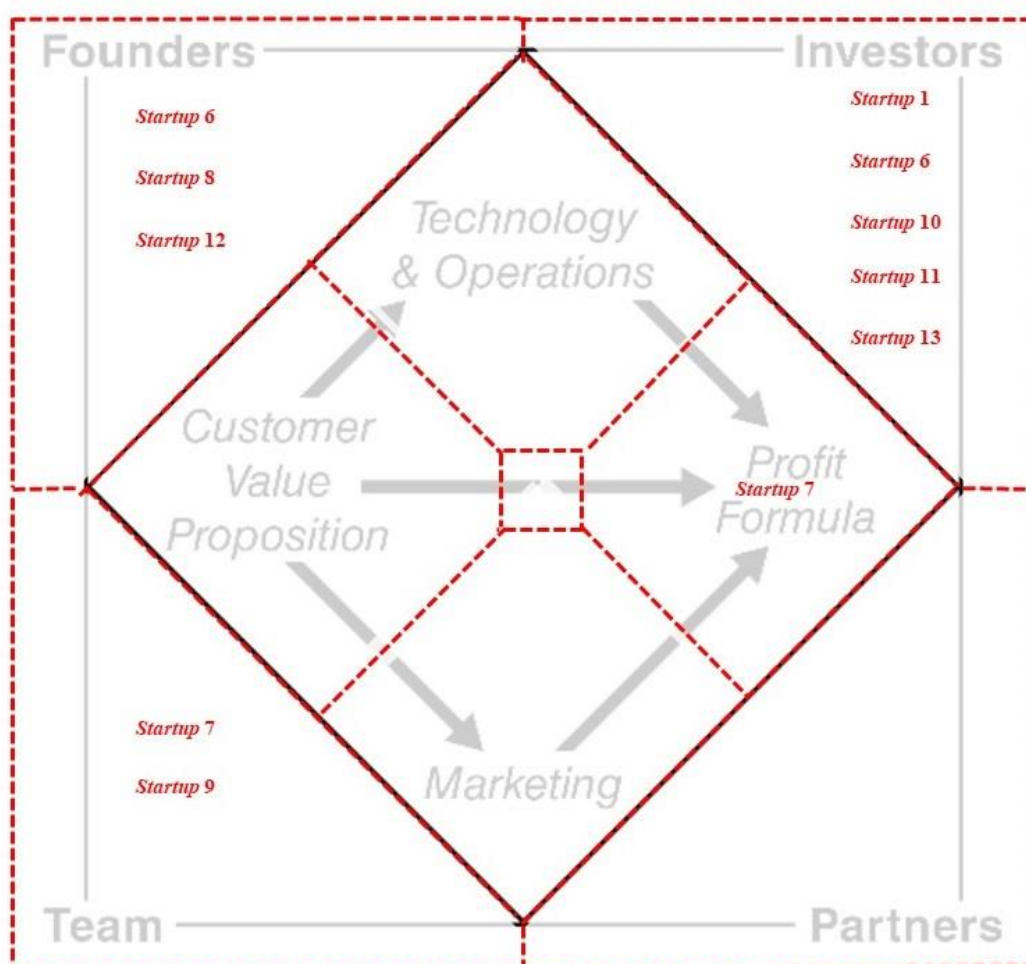 Founders
Investors
Startup 6
Startup 8
Startup 12
Startup 1
Startup 6
Startup 10
Startup 11
Startup 13
Technology
& Operations
Customer
Value
Proposition
Profit
Startup 7
Formula
Startup 7
Startup 9
Marketing
Team
Partners